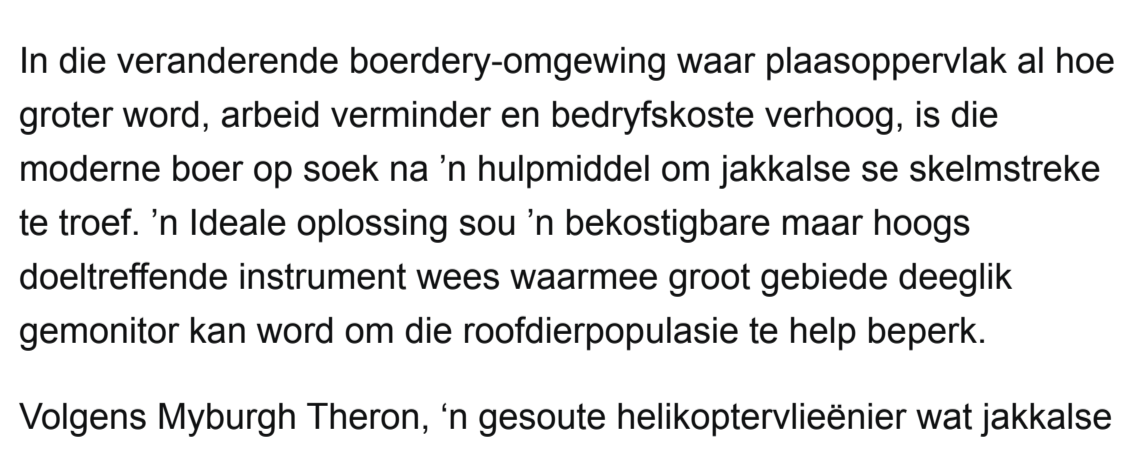 In die veranderende boerdery-omgewing waar plaasoppervlak al hoe
groter word, arbeid verminder en bedryfskoste verhoog, is die
moderne boer op soek na ’n hulpmiddel om jakkalse se skelmstreke
te troef. ’n Ideale oplossing sou ’n bekostigbare maar hoogs
doeltreffende instrument wees waarmee groot gebiede deeglik
gemonitor kan word om die roofdierpopulasie te help beperk.
Volgens Myburgh Theron, ‘n gesoute helikoptervlieënier wat jakkalse